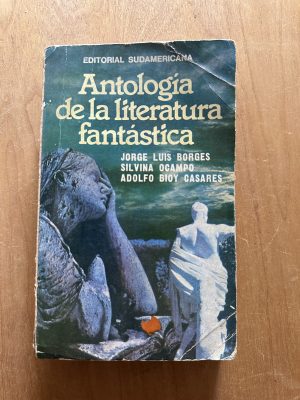 EDITORIAL SUDAMERICANA
Antología
de la literatura
fantástica
JORGE LUIS BORGES
SILVINA OCAMPO
ADOLFO BIOY CASARES